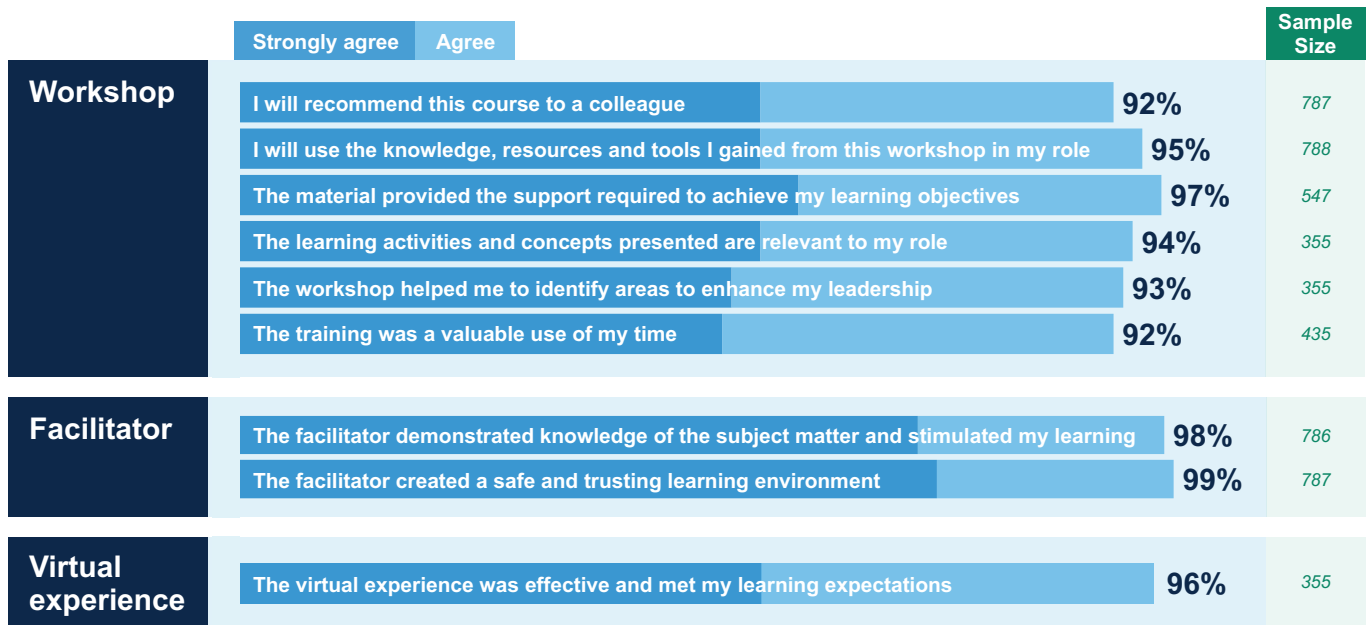 Strongly agree Agree Sample
Size
Workshop
I will recommend this course to a colleague 92% 787
I will use the knowledge, resources and tools I gained from this workshop in my role 95% 788
The material provided the support required to achieve my learning objectives 97% 547
The learning activities and concepts presented are relevant to my role 94% 355
The workshop helped me to identify areas to enhance my leadership 93% 355
The training was a valuable use of my time 92% 435
Facilitator
The facilitator demonstrated knowledge of the subject matter and stimulated my learning 98% 786
The facilitator created a safe and trusting learning environment 99% 787
Virtual
experience
The virtual experience was effective and met my learning expectations 96% 355